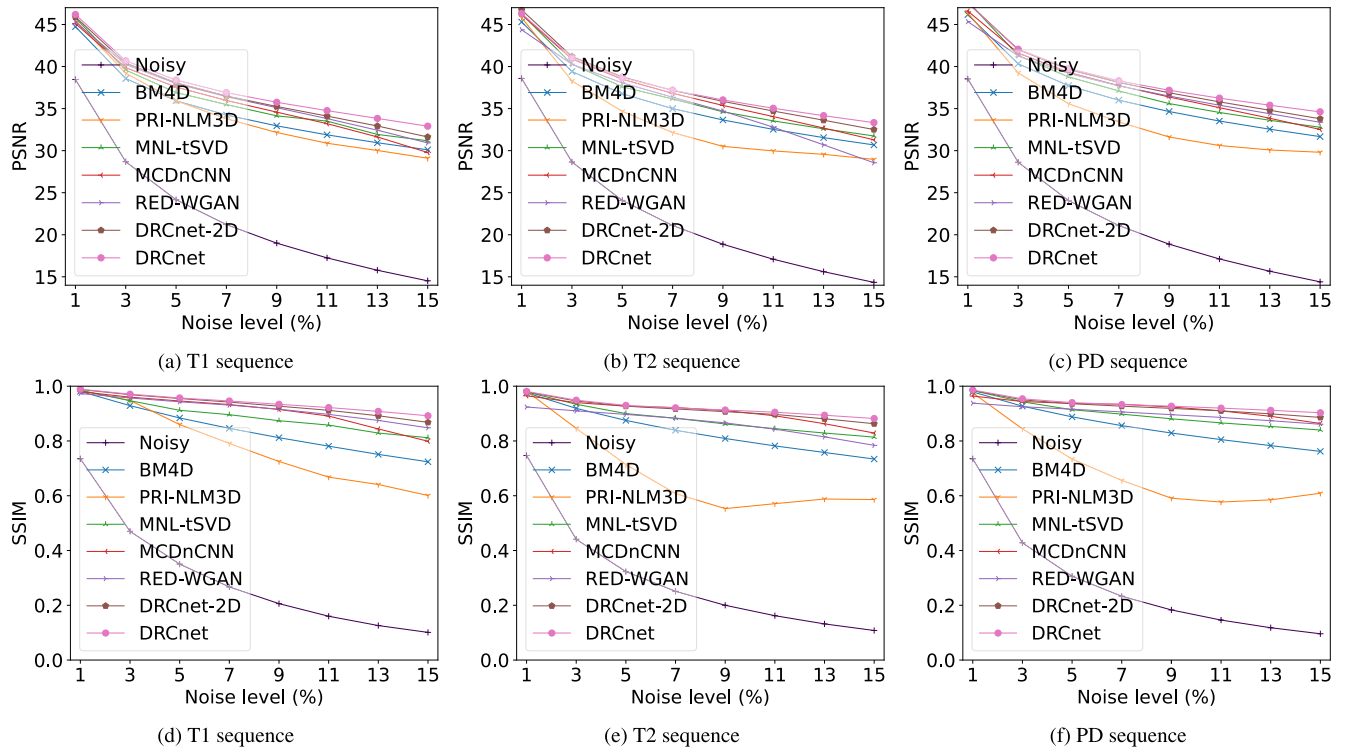 PSNR
45
40
35
30
25
20
15
Noisy
BM4D
PRI-NLM3D
MNL-tSVD
MCDnCNN
RED-WGAN
DRCnet-2D
DRCnet
1 3 5 7 9 11 13 15
Noise level (%)
(a) T1 sequence
PSNR
45
40
35
30
25
20
15
Noisy
BM4D
PRI-NLM3D
MNL-tSVD
MCDnCNN
RED-WGAN
DRCnet-2D
DRCnet
1 3 5 7 9 11 13 15
Noise level (%)
(b) T2 sequence
PSNR
45
40
35
30
25
20
15
Noisy
BM4D
PRI-NLM3D
MNL-tSVD
MCDnCNN
RED-WGAN
DRCnet-2D
DRCnet
1 3 5 7 9 11 13 15
Noise level (%)
(c) PD sequence
SSIM
1.0
0.8
0.6
0.4
0.2
0.0
Noisy
BM4D
PRI-NLM3D
MNL-tSVD
MCDnCNN
RED-WGAN
DRCnet-2D
DRCnet
1 3 5 7 9 11 13 15
Noise level (%)
(d) T1 sequence
SSIM
1.0
0.8
0.6
0.4
0.2
0.0
Noisy
BM4D
PRI-NLM3D
MNL-tSVD
MCDnCNN
RED-WGAN
DRCnet-2D
DRCnet
1 3 5 7 9 11 13 15
Noise level (%)
(e) T2 sequence
SSIM
1.0
0.8
0.6
0.4
0.2
0.0
Noisy
BM4D
PRI-NLM3D
MNL-tSVD
MCDnCNN
RED-WGAN
DRCnet-2D
DRCnet
1 3 5 7 9 11 13 15
Noise level (%)
(f) PD sequence